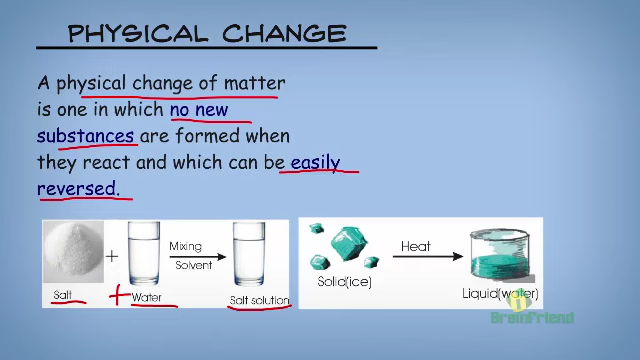 PHYSICAL CHANGE
A physical change of matter
is one in which no new
substances are formed when
they react and which can be easily
reversed.
+
Mixing
Solvent
Salt
+
Water
Salt solution
Heat
Solid(ice)
Liquid(water)
BrainFriend